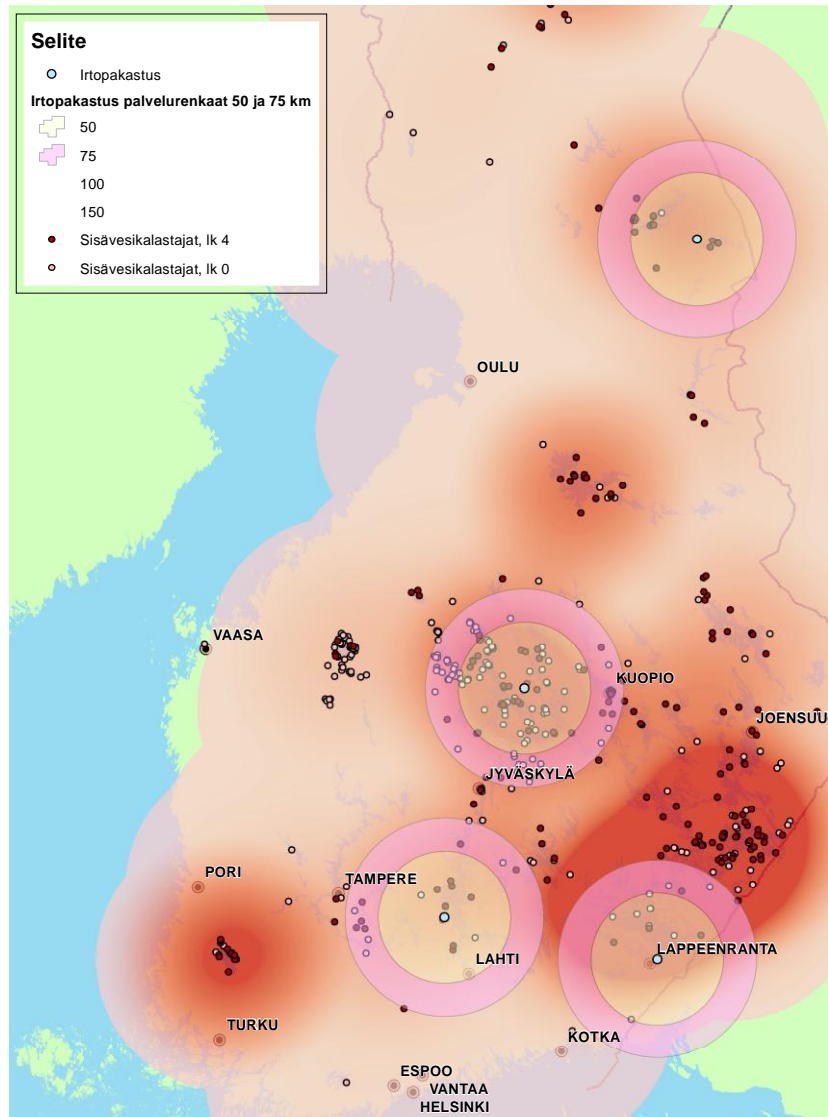 Selite
Irtopakastus
Irtopakastus palvelurenkaat 50 ja 75 km
50
75
100
150
Sisävesikalastajat, lk 4
Sisävesikalastajat, lk 0
OULU
VAASA
KUOPIO
JOENSUU
JYVÄSKYLÄ
PORI
TAMPERE
LAHTI
LAPPEENRANTA
TURKU
KOTKA
ESPOO
VANTAA
HELSINKI